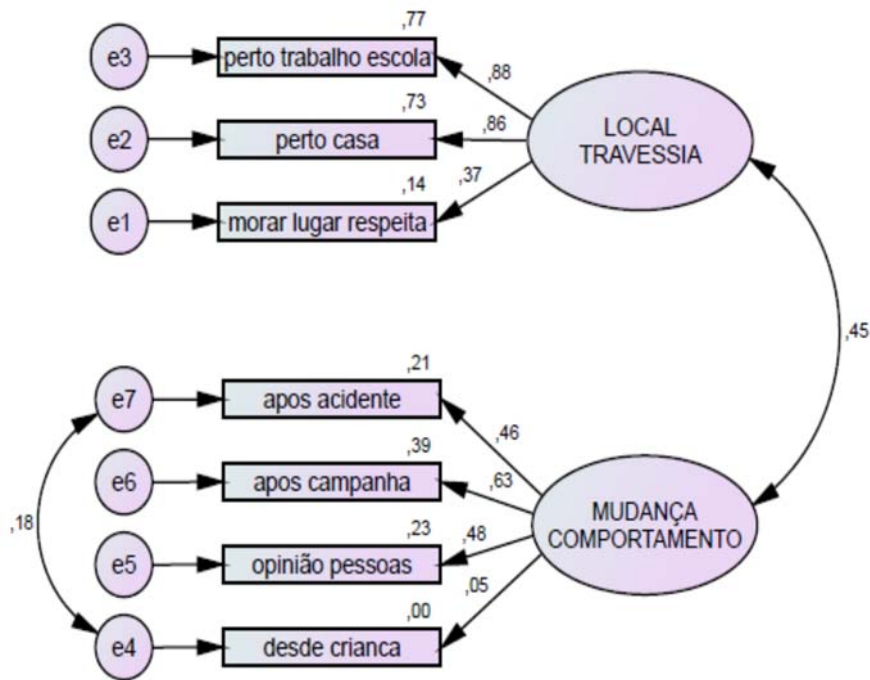 ,77
e3
perto trabalho escola
,88
,73
e2
perto casa
,86
LOCAL
TRAVESSIA
,14
,37
e1
morar lugar respeita
,45
,21
e7
apos acidente
,46
,39
e6
apos campanha
,63
MUDANÇA
COMPORTAMENTO
,18
,23
e5
opinião pessoas
,48
,05
,00
e4
desde crianca